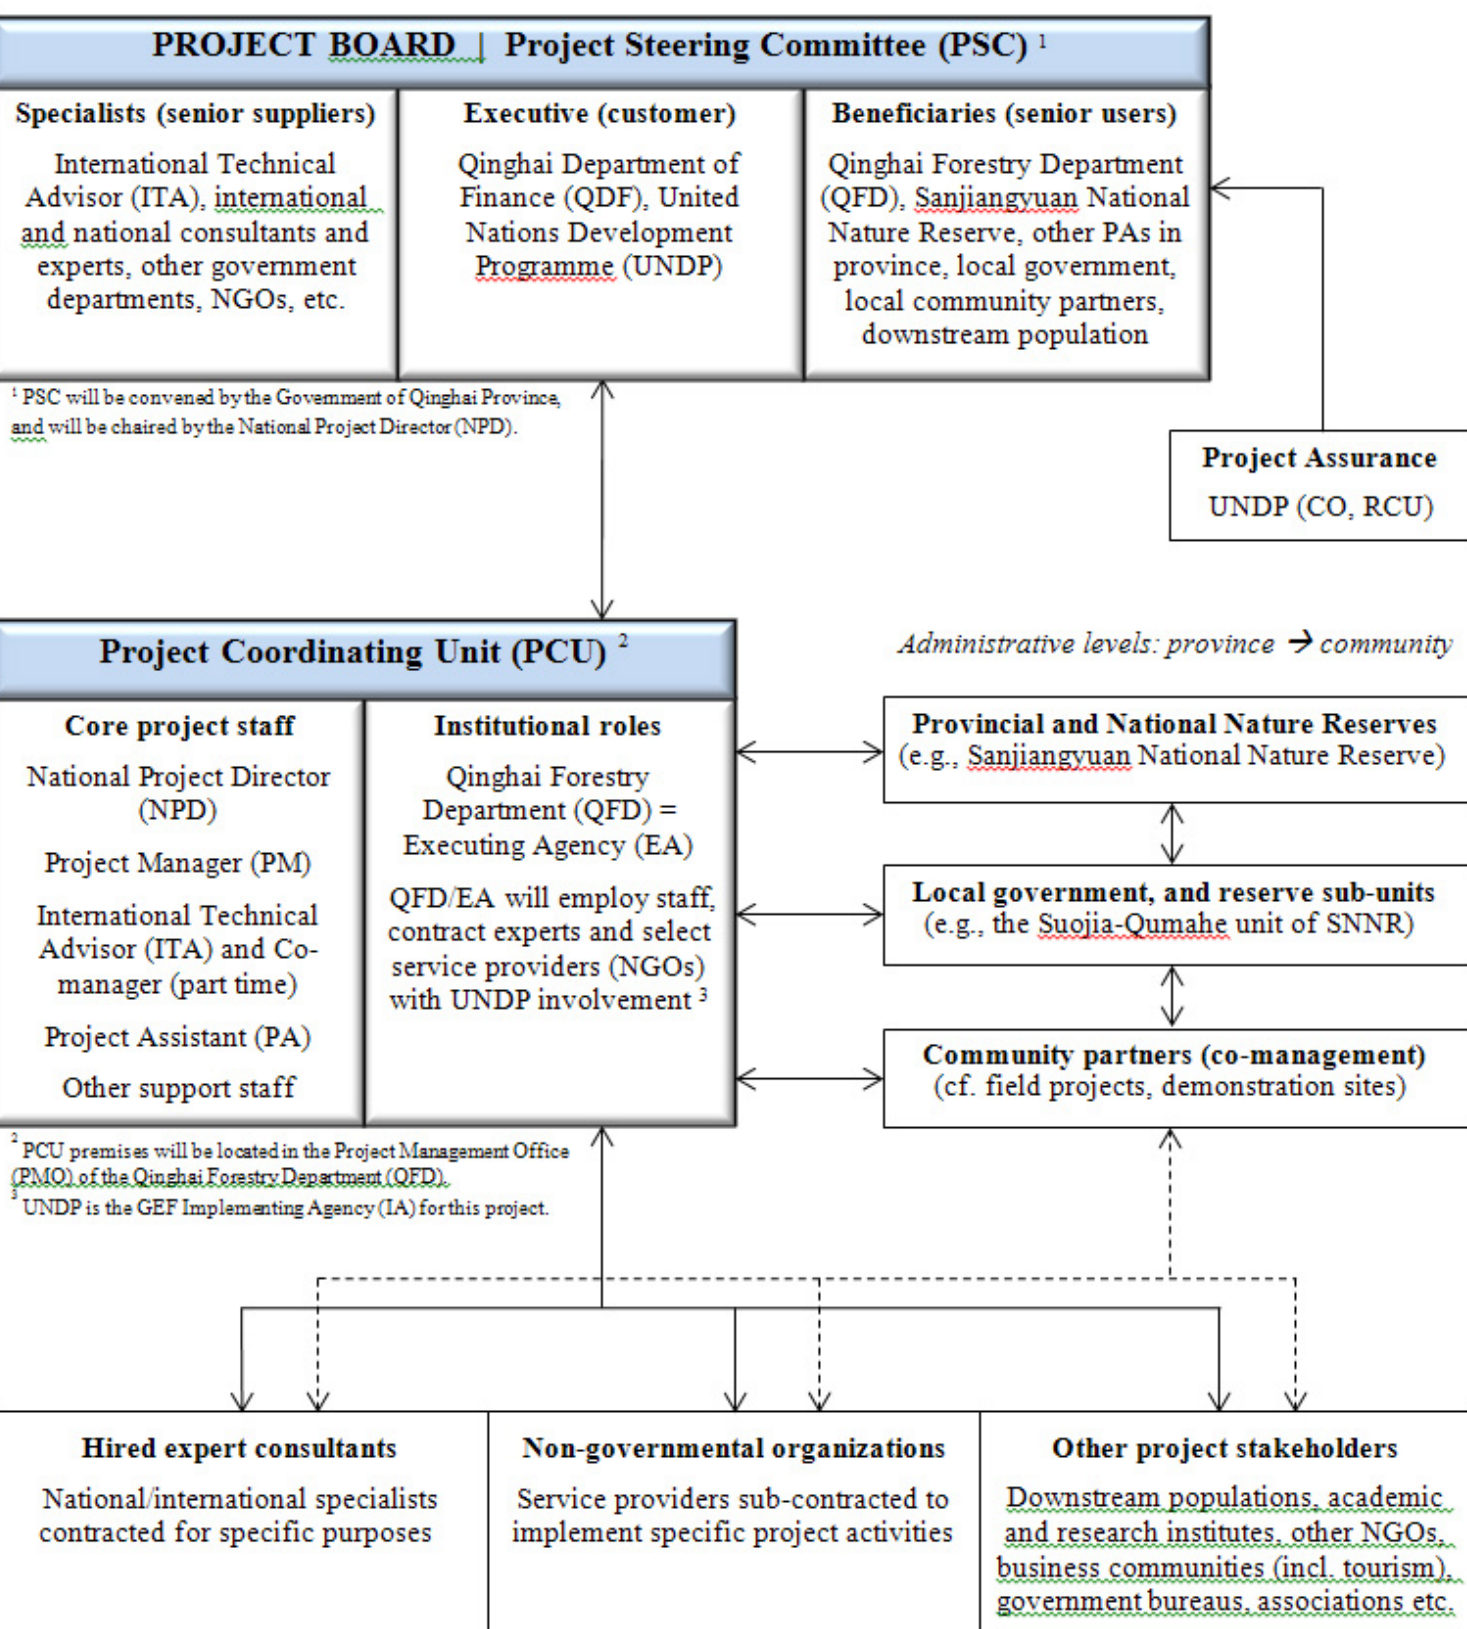 PROJECT BOARD | Project Steering Committee (PSC) 1
Specialists (senior suppliers)
International Technical
Advisor (ITA), international
and national consultants and
experts, other government
departments, NGOs, etc.
Executive (customer)
Qinghai Department of
Finance (QDF), United
Nations Development
Programme (UNDP)
Beneficiaries (senior users)
Qinghai Forestry Department
(QFD), Sanjiangyuan National
Nature Reserve, other PAs in
province, local government,
local community partners,
downstream population
1 PSC will be convened by the Government of Qinghai Province,
and will be chaired by the National Project Director (NPD).
Project Assurance
UNDP (CO, RCU)
Project Coordinating Unit (PCU) 2
Core project staff
National Project Director
(NPD)
Project Manager (PM)
International Technical
Advisor (ITA) and Co-
manager (part time)
Project Assistant (PA)
Other support staff
Institutional roles
Qinghai Forestry
Department (QFD) =
Executing Agency (EA)
QFD/EA will employ staff,
contract experts and select
service providers (NGOs)
with UNDP involvement 3
Administrative levels: province → community
Provincial and National Nature Reserves
(e.g., Sanjiangyuan National Nature Reserve)
Local government, and reserve sub-units
(e.g., the Suojia-Qumahe unit of SNNR)
Community partners (co-management)
(cf. field projects, demonstration sites)
2 PCU premises will be located in the Project Management Office
(PMO) of the Qinghai Forestry Department (QFD).
3 UNDP is the GEF Implementing Agency (IA) for this project.
Hired expert consultants
National/international specialists
contracted for specific purposes
Non-governmental organizations
Service providers sub-contracted to
implement specific project activities
Other project stakeholders
Downstream populations, academic
and research institutes, other NGOs,
business communities (incl. tourism),
government bureaus, associations etc.